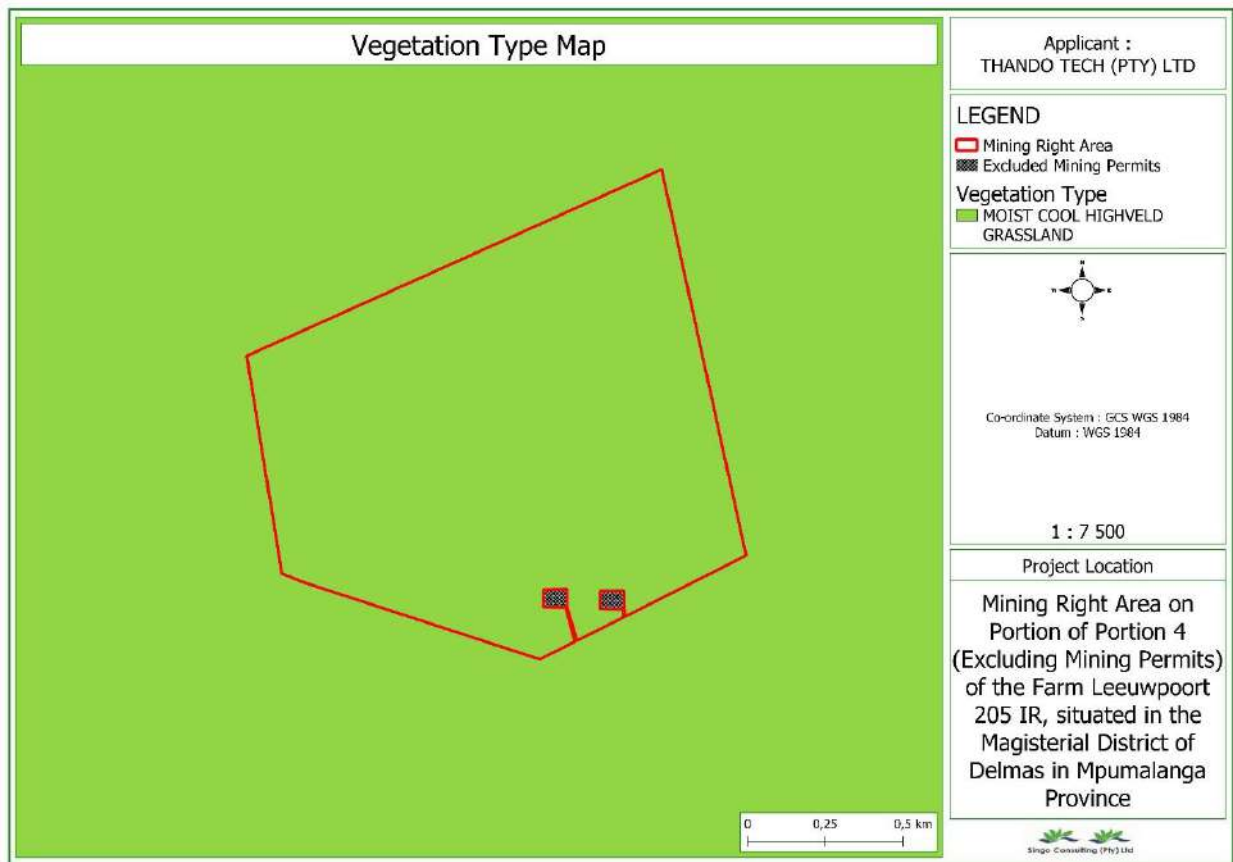 Vegetation Type Map
Applicant :
THANDO TECH (PTY) LTD
LEGEND
Mining Right Area
Excluded Mining Permits
Vegetation Type
MOIST COOL HIGHVELD
GRASSLAND
N
E
S
Co-ordinate System : GCS WGS 1984
Datum : WGS 1984
1 : 7 500
Project Location
Mining Right Area on
Portion of Portion 4
(Excluding Mining Permits)
of the Farm Leeuwpoort
205 IR, situated in the
Magisterial District of
Delmas in Mpumalanga
Province
0 0,25 0,5 km
Singo Consulting (Pty) Ltd